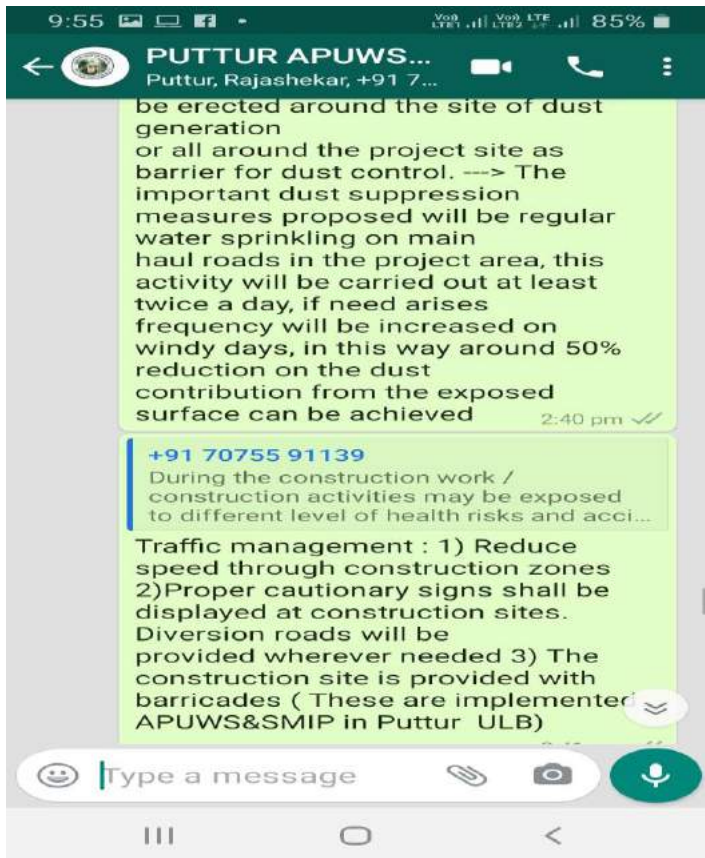 9:55 VoD LTE1 VoD LTE2 LTE 85%
PUTTUR APUWS...
Puttur, Rajashekar, +91 7...
be erected around the site of dust
generation
or all around the project site as
barrier for dust control. ---> The
important dust suppression
measures proposed will be regular
water sprinkling on main
haul roads in the project area, this
activity will be carried out at least
twice a day, if need arises
frequency will be increased on
windy days, in this way around 50%
reduction on the dust
contribution from the exposed
surface can be achieved 2:40 pm
+91 70755 91139
During the construction work /
construction activities may be exposed
to different level of health risks and acci...
Traffic management : 1) Reduce
speed through construction zones
2)Proper cautionary signs shall be
displayed at construction sites.
Diversion roads will be
provided wherever needed 3) The
construction site is provided with
barricades ( These are implemented
APUWS&SMIP in Puttur ULB)
Type a message